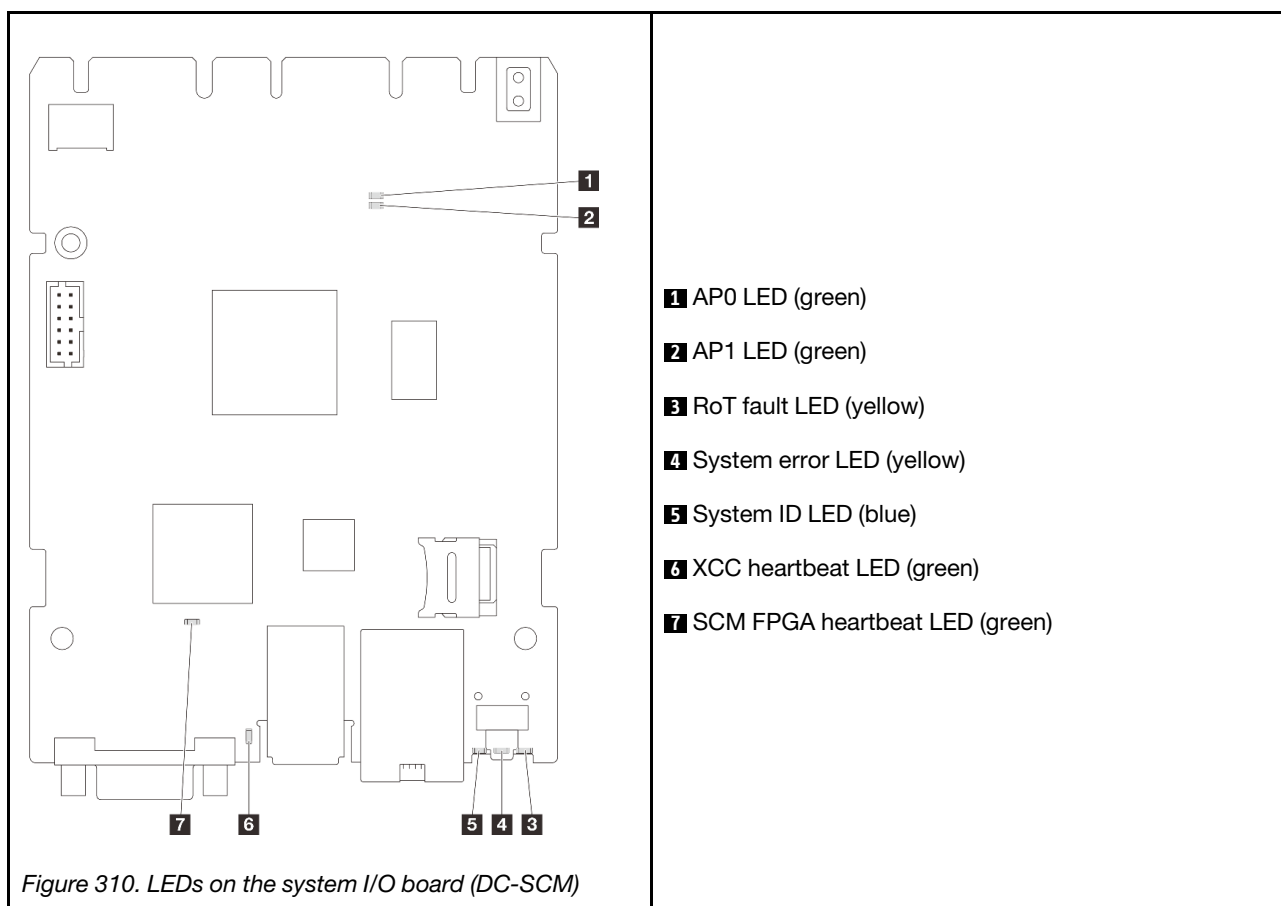 1
2
7
6
5 4 3
Figure 310. LEDs on the system I/O board (DC-SCM)
1 AP0 LED (green)
2 AP1 LED (green)
3 RoT fault LED (yellow)
4 System error LED (yellow)
5 System ID LED (blue)
6 XCC heartbeat LED (green)
7 SCM FPGA heartbeat LED (green)